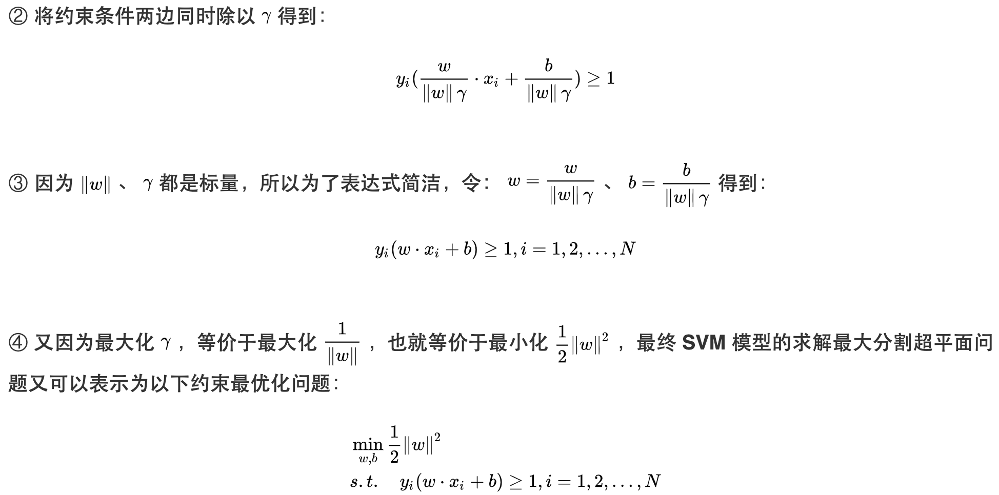 ② 将约束条件两边同时除以 γ 得到：
$y_i(\frac{w}{\|w\|\gamma} \cdot x_i + \frac{b}{\|w\|\gamma}) \geq 1$
③ 因为 $\|w\|$ 、 γ 都是标量，所以为了表达式简洁，令： $w = \frac{w}{\|w\|\gamma}$ 、 $b = \frac{b}{\|w\|\gamma}$ 得到：
$y_i(w \cdot x_i + b) \geq 1, i = 1, 2, \ldots, N$
④ 又因为最大化 γ ，等价于最大化 $\frac{1}{\|w\|}$ ，也就等价于最小化 $\frac{1}{2}\|w\|^2$ ，最终 SVM 模型的求解最大分割超平面问
题又可以表示为以下约束最优化问题：
$\min_{w,b} \frac{1}{2}\|w\|^2$
$s.t. \quad y_i(w \cdot x_i + b) \geq 1, i = 1, 2, \ldots, N$